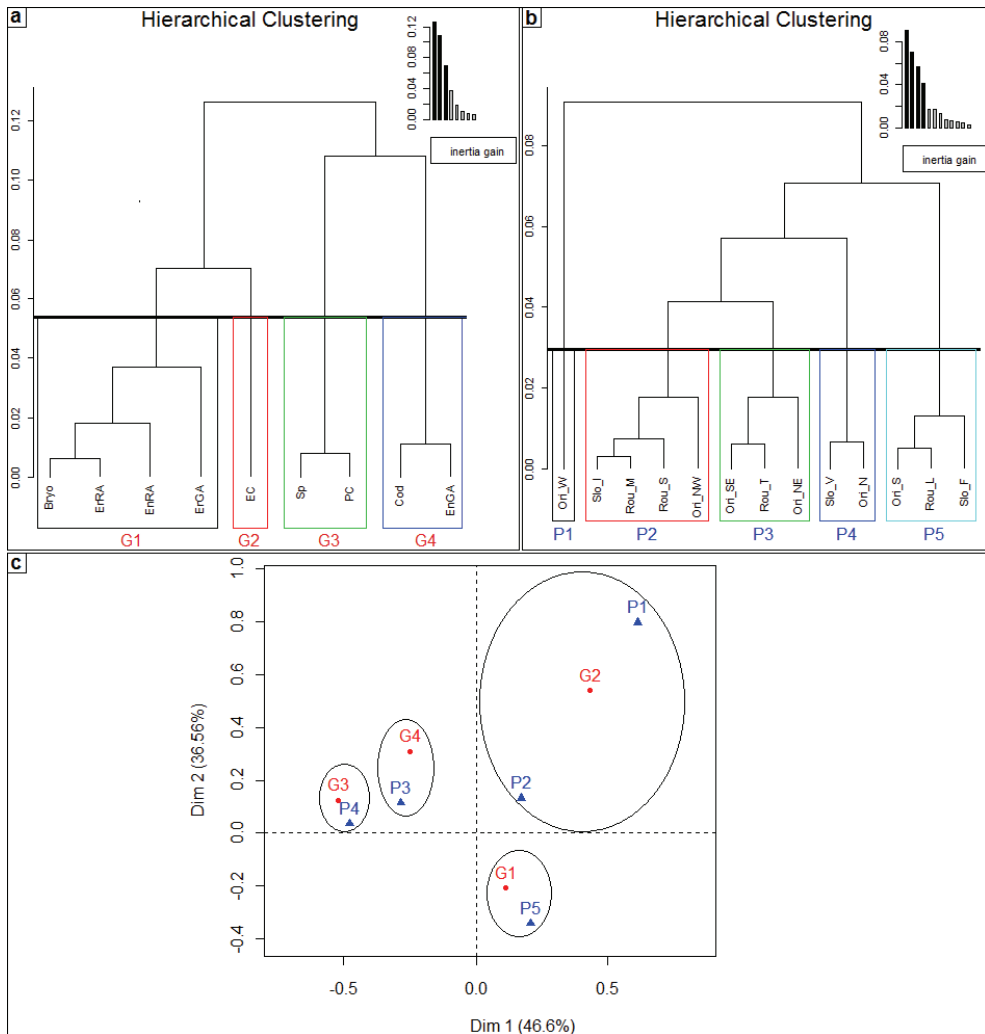 a
Hierarchical Clustering
0.12
0.08
0.04
0.00
inertia gain
0.12
0.10
0.08
0.06
0.04
0.02
0.00
Bryo
ErRA
EnRA
ErGA
EC
Sp
PC
Cod
EnGA
G1
G2
G3
G4
b
Hierarchical Clustering
0.08
0.04
0.00
inertia gain
0.08
0.06
0.04
0.02
0.00
Ori_W
Slo_I
Rou_M
Rou_S
Ori_NW
Ori_SE
Rou_T
Ori_NE
Slo_V
Ori_N
Ori_S
Rou_L
Slo_F
P1
P2
P3
P4
P5
c
Dim 2 (36.56%)
1.0
0.8
0.6
0.4
0.2
0.0
-0.2
-0.4
P1
G2
G4
P2
P3
G3
P4
G1
P5
-0.5
0.0
0.5
Dim 1 (46.6%)